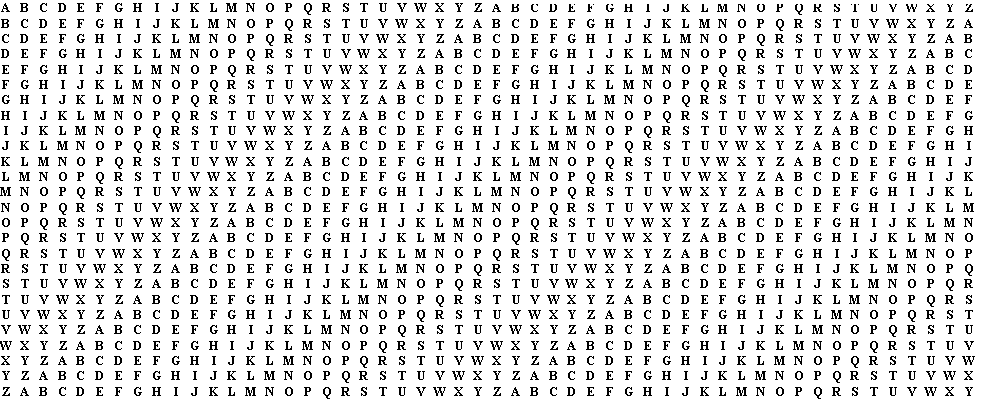 A B C D E F G H I J K L M N O P Q R S T U V W X Y Z A B C D E F G H I J K L M N O P Q R S T U V W X Y Z
B C D E F G H I J K L M N O P Q R S T U V W X Y Z A B C D E F G H I J K L M N O P Q R S T U V W X Y Z A
C D E F G H I J K L M N O P Q R S T U V W X Y Z A B C D E F G H I J K L M N O P Q R S T U V W X Y Z A B
D E F G H I J K L M N O P Q R S T U V W X Y Z A B C D E F G H I J K L M N O P Q R S T U V W X Y Z A B C
E F G H I J K L M N O P Q R S T U V W X Y Z A B C D E F G H I J K L M N O P Q R S T U V W X Y Z A B C D
F G H I J K L M N O P Q R S T U V W X Y Z A B C D E F G H I J K L M N O P Q R S T U V W X Y Z A B C D E
G H I J K L M N O P Q R S T U V W X Y Z A B C D E F G H I J K L M N O P Q R S T U V W X Y Z A B C D E F
H I J K L M N O P Q R S T U V W X Y Z A B C D E F G H I J K L M N O P Q R S T U V W X Y Z A B C D E F G
I J K L M N O P Q R S T U V W X Y Z A B C D E F G H I J K L M N O P Q R S T U V W X Y Z A B C D E F G H
J K L M N O P Q R S T U V W X Y Z A B C D E F G H I J K L M N O P Q R S T U V W X Y Z A B C D E F G H I
K L M N O P Q R S T U V W X Y Z A B C D E F G H I J K L M N O P Q R S T U V W X Y Z A B C D E F G H I J
L M N O P Q R S T U V W X Y Z A B C D E F G H I J K L M N O P Q R S T U V W X Y Z A B C D E F G H I J K
M N O P Q R S T U V W X Y Z A B C D E F G H I J K L M N O P Q R S T U V W X Y Z A B C D E F G H I J K L
N O P Q R S T U V W X Y Z A B C D E F G H I J K L M N O P Q R S T U V W X Y Z A B C D E F G H I J K L M
O P Q R S T U V W X Y Z A B C D E F G H I J K L M N O P Q R S T U V W X Y Z A B C D E F G H I J K L M N
P Q R S T U V W X Y Z A B C D E F G H I J K L M N O P Q R S T U V W X Y Z A B C D E F G H I J K L M N O
Q R S T U V W X Y Z A B C D E F G H I J K L M N O P Q R S T U V W X Y Z A B C D E F G H I J K L M N O P
R S T U V W X Y Z A B C D E F G H I J K L M N O P Q R S T U V W X Y Z A B C D E F G H I J K L M N O P Q
S T U V W X Y Z A B C D E F G H I J K L M N O P Q R S T U V W X Y Z A B C D E F G H I J K L M N O P Q R
T U V W X Y Z A B C D E F G H I J K L M N O P Q R S T U V W X Y Z A B C D E F G H I J K L M N O P Q R S
U V W X Y Z A B C D E F G H I J K L M N O P Q R S T U V W X Y Z A B C D E F G H I J K L M N O P Q R S T
V W X Y Z A B C D E F G H I J K L M N O P Q R S T U V W X Y Z A B C D E F G H I J K L M N O P Q R S T U
W X Y Z A B C D E F G H I J K L M N O P Q R S T U V W X Y Z A B C D E F G H I J K L M N O P Q R S T U V
X Y Z A B C D E F G H I J K L M N O P Q R S T U V W X Y Z A B C D E F G H I J K L M N O P Q R S T U V W
Y Z A B C D E F G H I J K L M N O P Q R S T U V W X Y Z A B C D E F G H I J K L M N O P Q R S T U V W X
Z A B C D E F G H I J K L M N O P Q R S T U V W X Y Z A B C D E F G H I J K L M N O P Q R S T U V W X Y